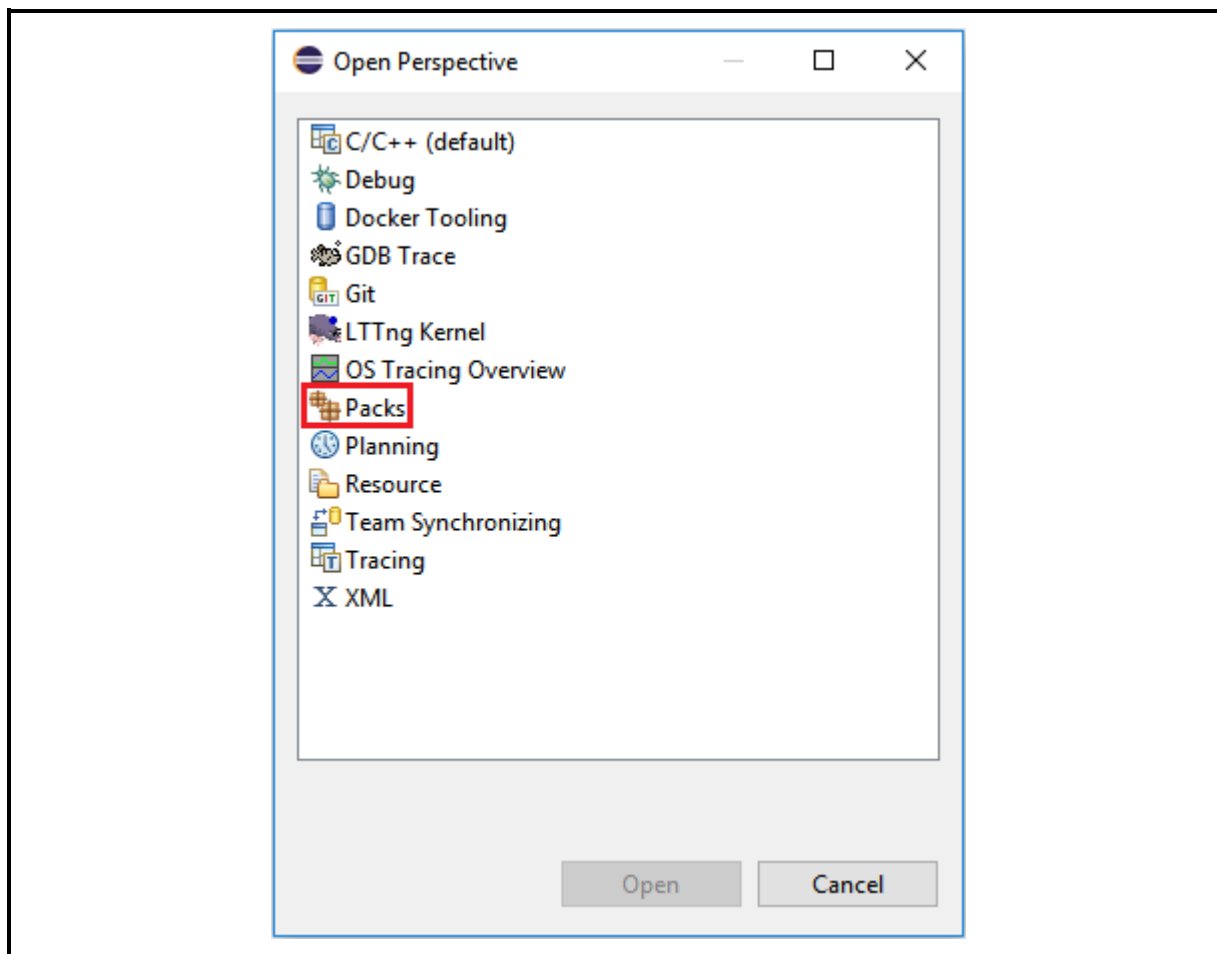 Open Perspective
C/C++ (default)
Debug
Docker Tooling
GDB Trace
GIT Git
LTTng Kernel
OS Tracing Overview
Packs
Planning
Resource
Team Synchronizing
Tracing
X XML
Open Cancel